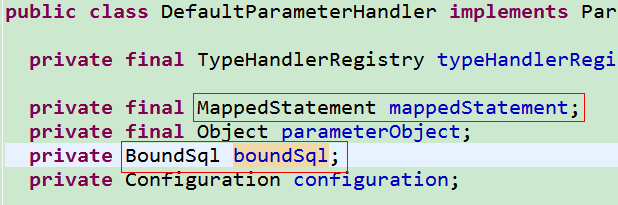 public class DefaultParameterHandler implements Par
private final TypeHandlerRegistry typeHandlerRegi
private final MappedStatement mappedStatement;
private final Object parameterObject;
private BoundSql boundSql;
private Configuration configuration;